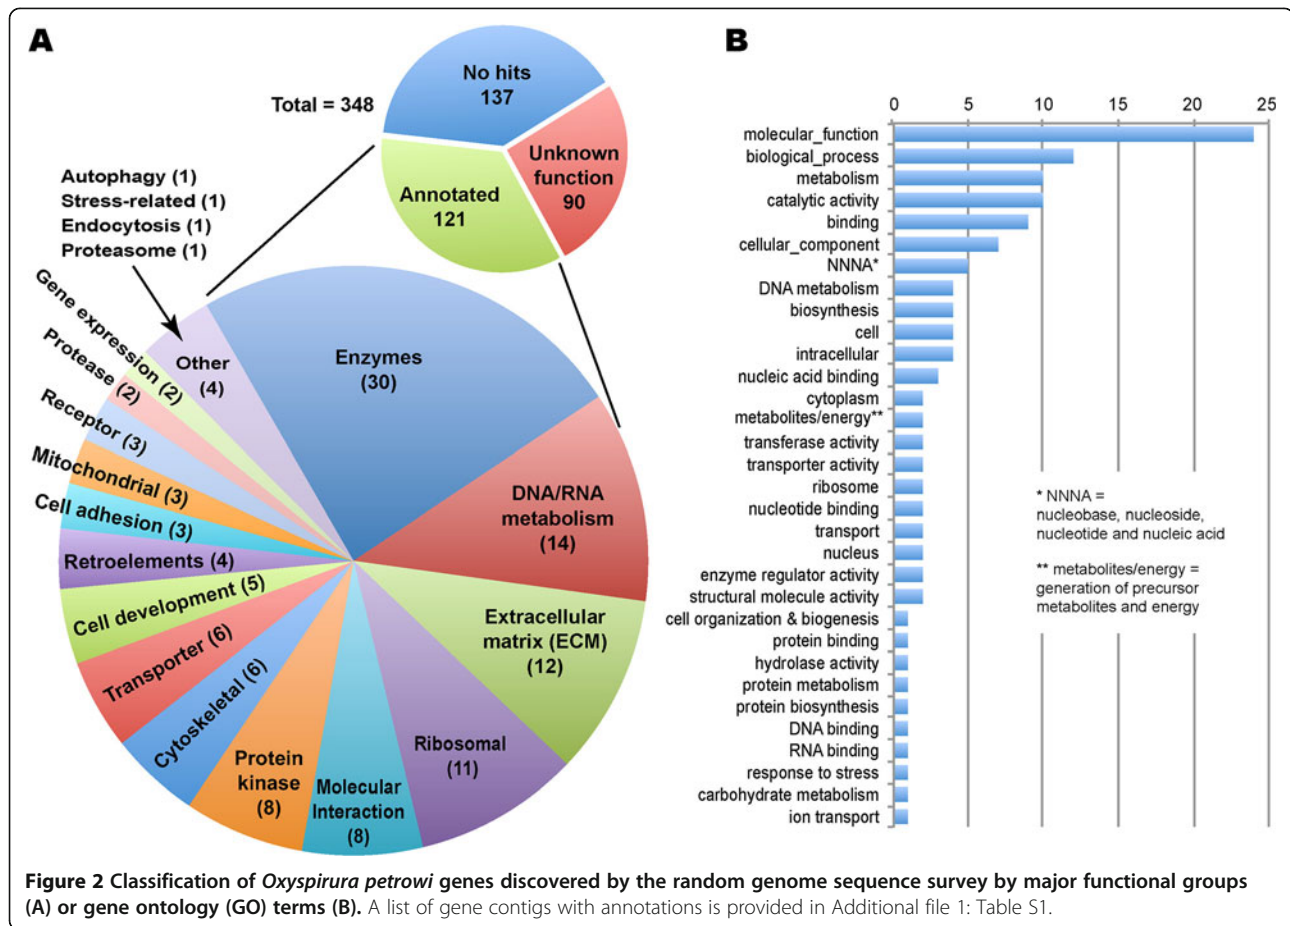 A
Total = 348
No hits
137
Unknown
function
90
Annotated
121
Autophagy (1)
Stress-related (1)
Endocytosis (1)
Proteasome (1)
Gene expression (2)
Protease (2)
Receptor (3)
Mitochondrial (3)
Cell adhesion (3)
Retroelements (4)
Cell development (5)
Transporter (6)
Cytoskeletal (6)
Protein
kinase
(8)
Molecular
Interaction
(8)
Ribosomal
(11)
Extracellular
matrix (ECM)
(12)
DNA/RNA
metabolism
(14)
Enzymes
(30)
Other
(4)
B
0 5 10 15 20 25
molecular_function
biological_process
metabolism
catalytic activity
binding
cellular_component
NNNA*
DNA metabolism
biosynthesis
cell
intracellular
nucleic acid binding
cytoplasm
metabolites/energy**
transferase activity
transporter activity
ribosome
nucleotide binding
transport
nucleus
enzyme regulator activity
structural molecule activity
cell organization & biogenesis
protein binding
hydrolase activity
protein metabolism
protein biosynthesis
DNA binding
RNA binding
response to stress
carbohydrate metabolism
ion transport
* NNNA =
nucleobase, nucleoside,
nucleotide and nucleic acid
** metabolites/energy =
generation of precursor
metabolites and energy
Figure 2 Classification of Oxyspirura petrowi genes discovered by the random genome sequence survey by major functional groups
(A) or gene ontology (GO) terms (B). A list of gene contigs with annotations is provided in Additional file 1: Table S1.